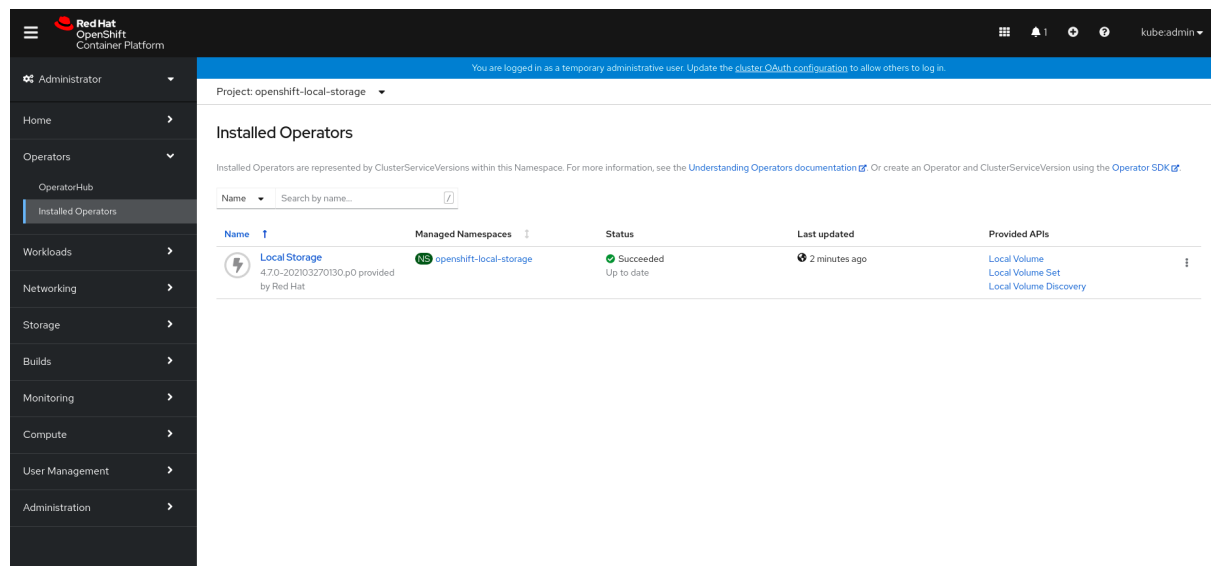 Red Hat
OpenShift
Container Platform
1
kube:admin
Administrator
You are logged in as a temporary administrative user. Update the cluster OAuth configuration to allow others to log in.
Project: openshift-local-storage
Home
Operators
OperatorHub
Installed Operators
Workloads
Networking
Storage
Builds
Monitoring
Compute
User Management
Administration
Installed Operators
Installed Operators are represented by ClusterServiceVersions within this Namespace. For more information, see the Understanding Operators documentation. Or create an Operator and ClusterServiceVersion using the Operator SDK.
Name Search by name... /
Name Managed Namespaces Status Last updated Provided APIs
Local Storage NS openshift-local-storage Succeeded 2 minutes ago Local Volume
4.7.0-202103270130.p0 provided Up to date Local Volume Set
by Red Hat Local Volume Discovery